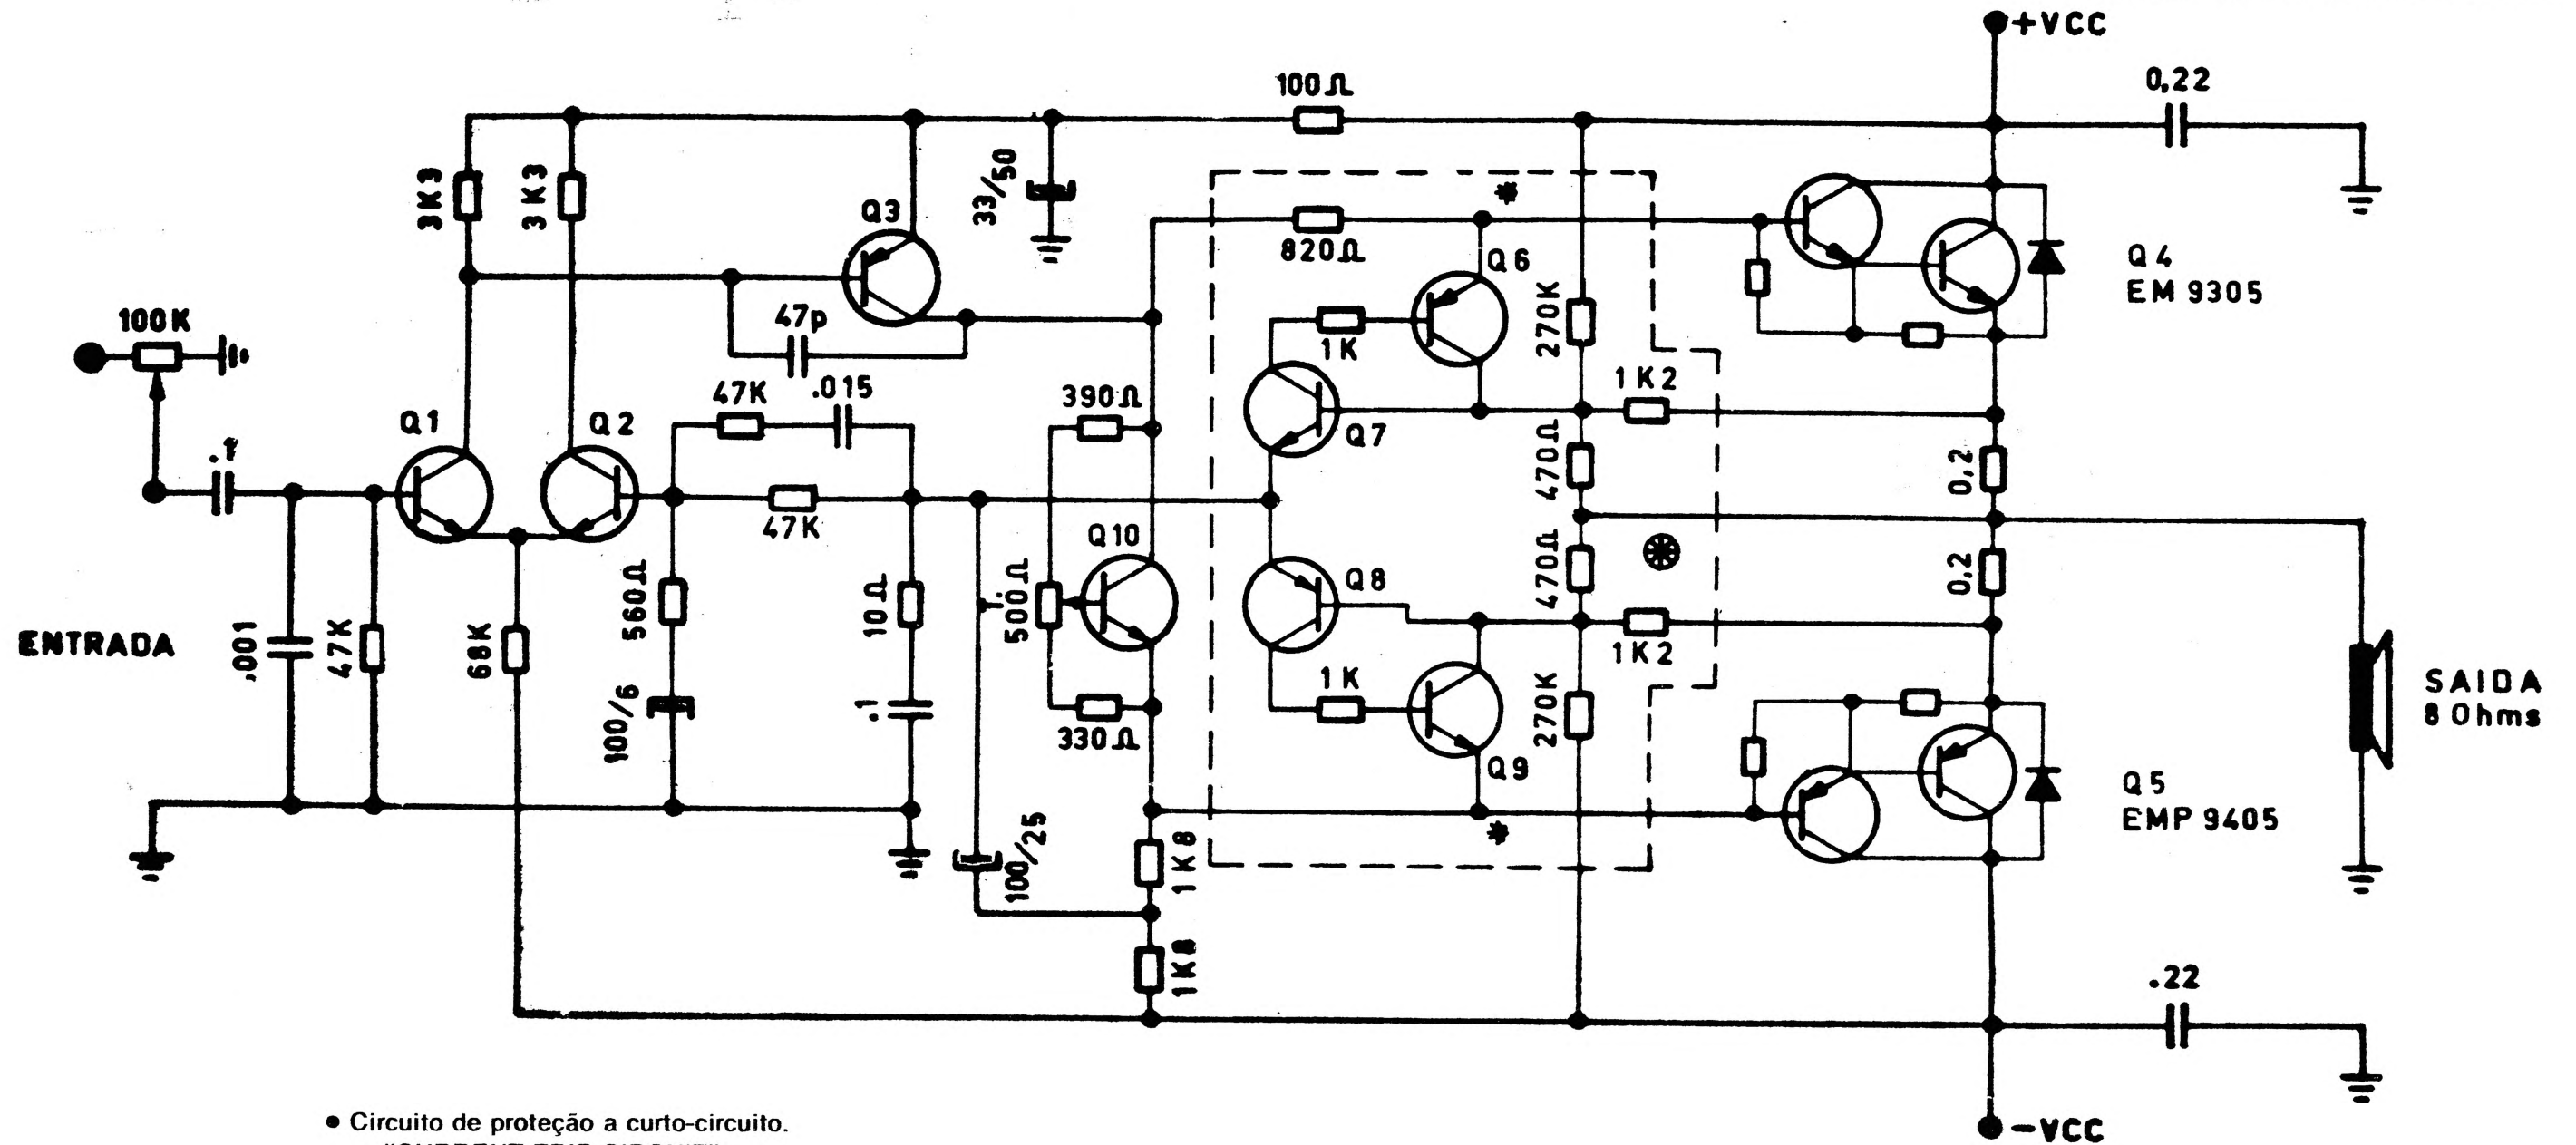 +VCC
0,22
100Ω
3K3
3K3
33/50
Q3
*
820Ω
Q6
Q4
EM 9305
100K
47p
1K
270K
1K2
390Ω
47K
.015
Q1
Q2
Q7
.1
470Ω
0,2
47K
Q10
ENTRADA
,001
47K
68K
560Ω
10Ω
500Ω
Q8
470Ω
0,2
100/6
.1
1K
1K2
330Ω
270K
SAIDA
8 Ohms
Q9
Q5
EMP 9405
*
100/25
1K8
1K8
.22
● Circuito de proteção a curto-circuito.
-VCC